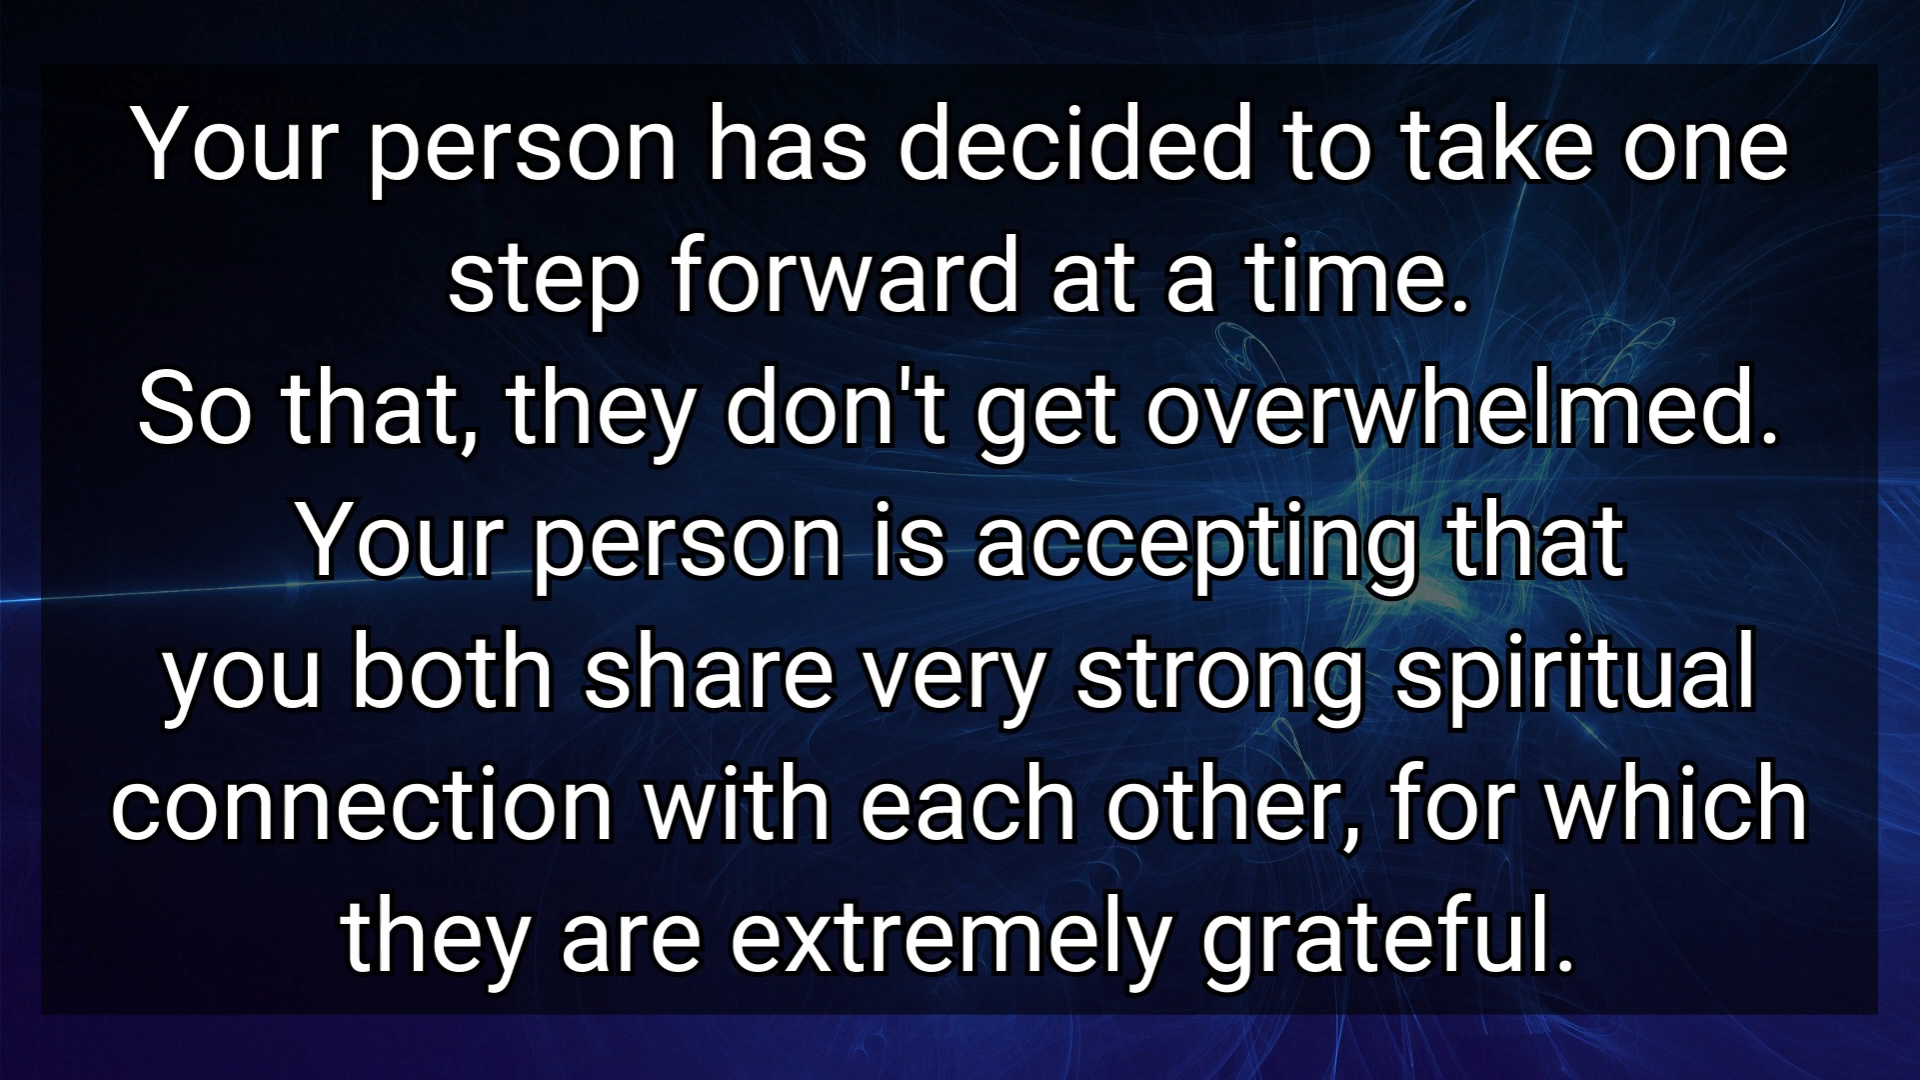 Your person has decided to take one
step forward at a time.
So that, they don't get overwhelmed.
Your person is accepting that
you both share very strong spiritual
connection with each other, for which
they are extremely grateful.